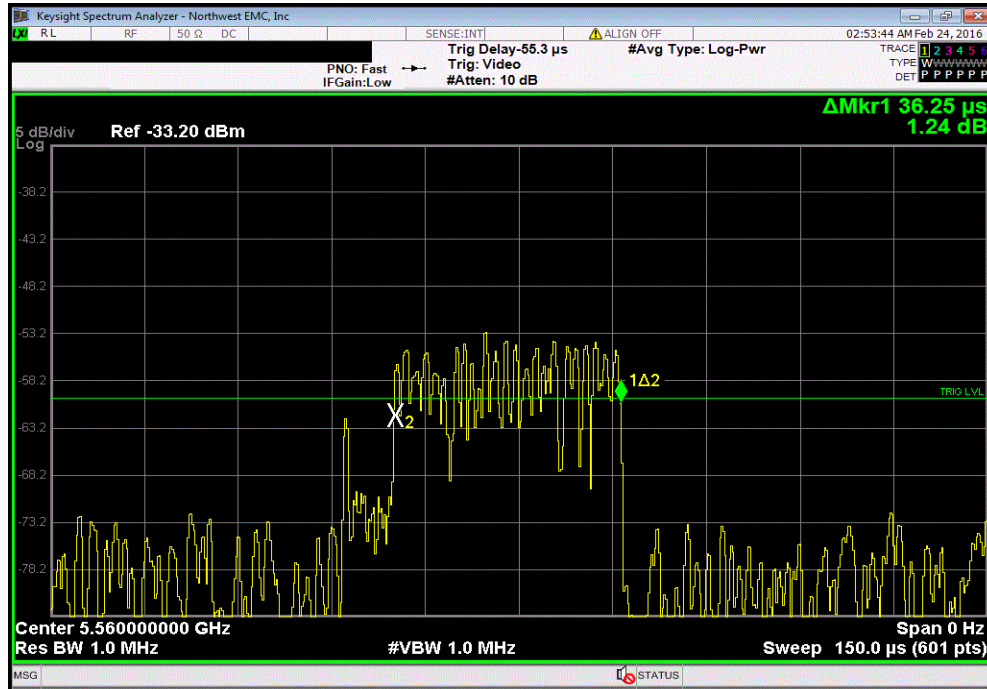 Keysight Spectrum Analyzer - Northwest EMC, Inc
LXI RL RF 50 Ω DC SENSE:INT ALIGN OFF 02:53:44 AM Feb 24, 2016
Trig Delay-55.3 µs #Avg Type: Log-Pwr TRACE 1 2 3 4 5 6
PNO: Fast Trig: Video TYPE W W W W W W
IFGain:Low #Atten: 10 dB DET P P P P P P
ΔMkr1 36.25 µs
1.24 dB
5 dB/div Ref -33.20 dBm
Log
-38.2
-43.2
-48.2
-53.2
-58.2
1Δ2
TRIG LVL
X2
-63.2
-68.2
-73.2
-78.2
Center 5.560000000 GHz Span 0 Hz
Res BW 1.0 MHz #VBW 1.0 MHz Sweep 150.0 µs (601 pts)
MSG STATUS